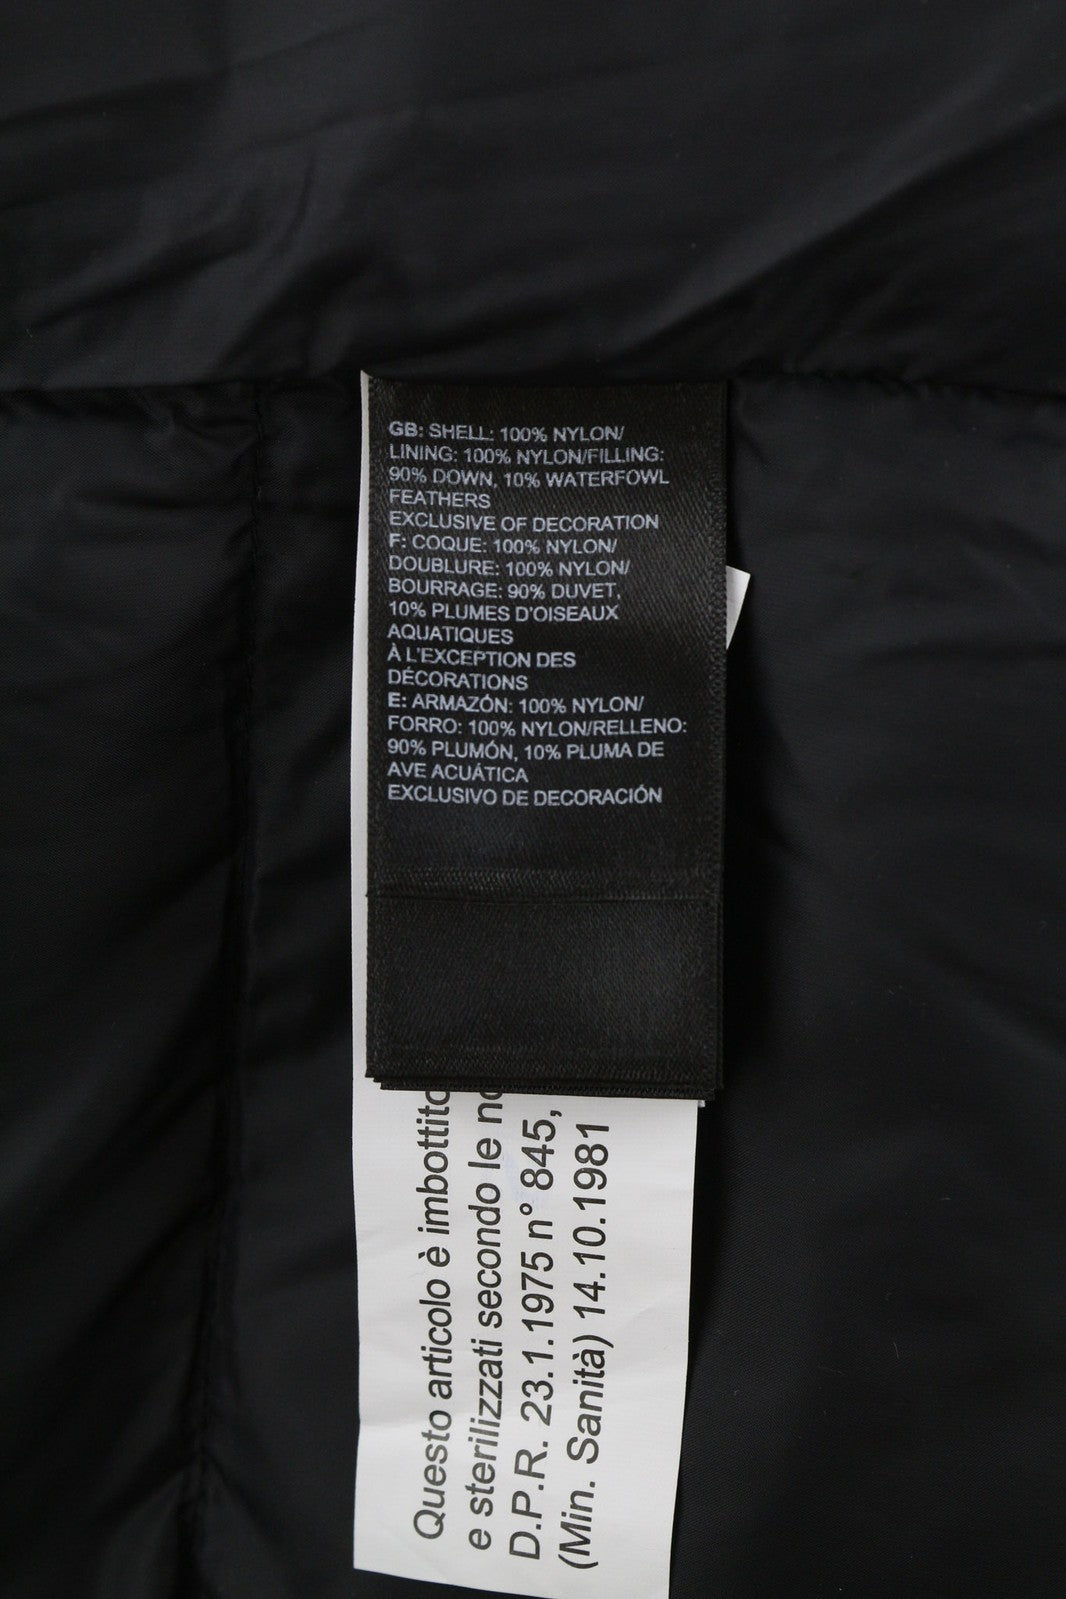 GB: SHELL: 100% NYLON/
LINING: 100% NYLON/FILLING:
90% DOWN, 10% WATERFOWL
FEATHERS
EXCLUSIVE OF DECORATION
F: COQUE: 100% NYLON/
DOUBLURE: 100% NYLON/
BOURRAGE: 90% DUVET,
10% PLUMES D'OISEAUX
AQUATIQUES
À L'EXCEPTION DES
DÉCORATIONS
E: ARMAZÓN: 100% NYLON/
FORRO: 100% NYLON/RELLENO:
90% PLUMÓN, 10% PLUMA DE
AVE ACUÁTICA
EXCLUSIVO DE DECORACIÓN
Questo articolo è imbottito
e sterilizzati secondo le
D.P.R. 23.1.1975 n° 845,
(Min. Sanità) 14.10.1981